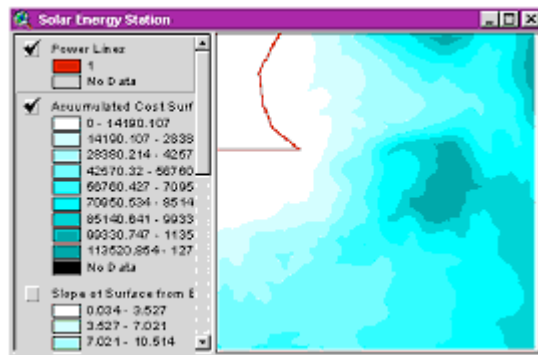 Solar Energy Station
Power Lines
1
No Data
Accumulated Cost Surf
0 - 14190.107
14190.107 - 2838
28380.214 - 4257
42570.32 - 56760
56760.427 - 7095
70950.534 - 8514
85140.641 - 9933
99330.747 - 1135
113520.854 - 127
No Data
Slope of Surface from E
0.034 - 3.527
3.527 - 7.021
7.021 - 10.514